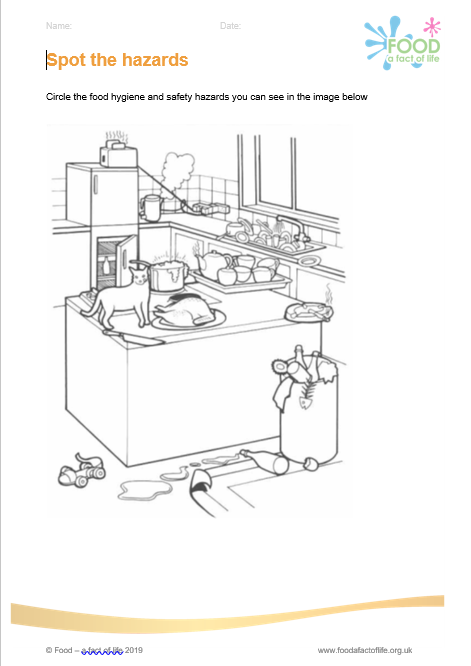 Name: Date:
FOOD
a fact of life
Spot the hazards
Circle the food hygiene and safety hazards you can see in the image below
© Food – a fact of life 2019 www.foodafactoflife.org.uk